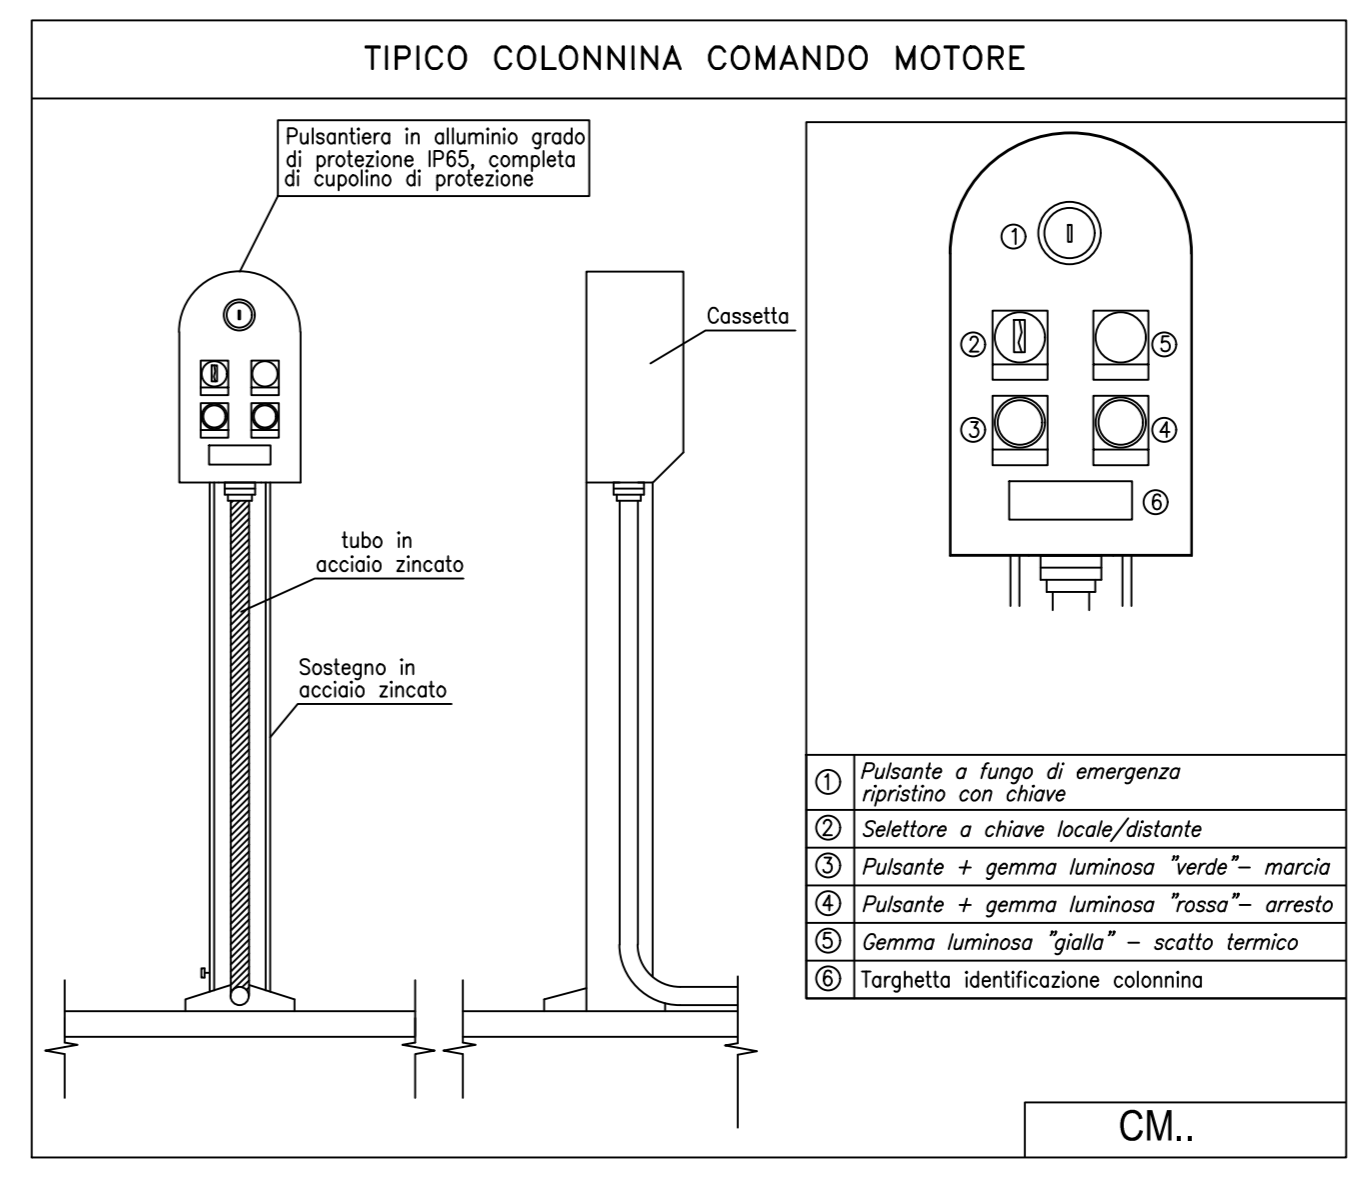 TIPICO COLONNINA COMANDO MOTORE
Pulsantiera in alluminio grado
di protezione IP65, completa
di cupolino di protezione
Cassetta
tubo in
acciaio zincato
Sostegno in
acciaio zincato
1
2
5
3
4
6
1 Pulsante a fungo di emergenza
ripristino con chiave
2 Selettore a chiave locale/distante
3 Pulsante + gemma luminosa "verde"- marcia
4 Pulsante + gemma luminosa "rossa"- arresto
5 Gemma luminosa "gialla" - scatto termico
6 Targhetta identificazione colonnina
CM..